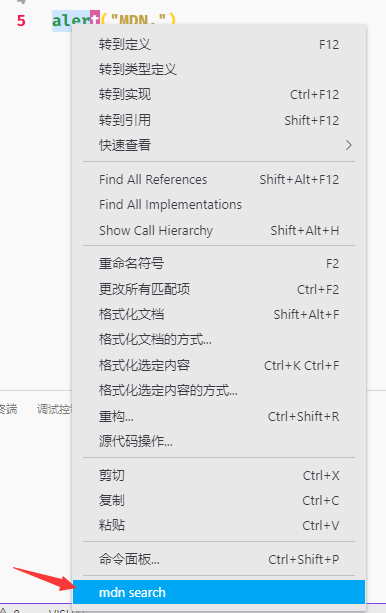 5 alert("MDN.")
转到定义 F12
转到类型定义
转到实现 Ctrl+F12
转到引用 Shift+F12
快速查看
Find All References Shift+Alt+F12
Find All Implementations
Show Call Hierarchy Shift+Alt+H
重命名符号 F2
更改所有匹配项 Ctrl+F2
格式化文档 Shift+Alt+F
格式化文档的方式...
格式化选定内容 Ctrl+K Ctrl+F
格式化选定内容的方式...
终端 调试控
重构... Ctrl+Shift+R
源代码操作...
剪切 Ctrl+X
复制 Ctrl+C
粘贴 Ctrl+V
命令面板... Ctrl+Shift+P
mdn search